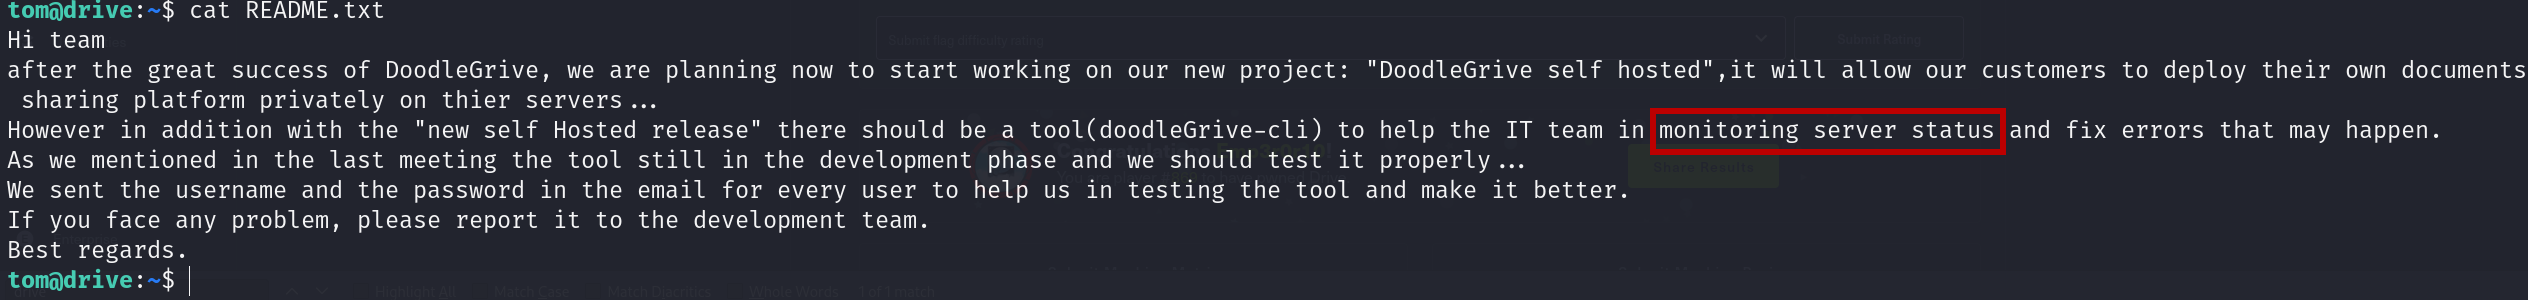 tom@drive:~$ cat README.txt
Hi team
after the great success of DoodleGrive, we are planning now to start working on our new project: "DoodleGrive self hosted",it will allow our customers to deploy their own documents
 sharing platform privately on thier servers...
However in addition with the "new self Hosted release" there should be a tool(doodleGrive-cli) to help the IT team in monitoring server status and fix errors that may happen.
As we mentioned in the last meeting the tool still in the development phase and we should test it properly...
We sent the username and the password in the email for every user to help us in testing the tool and make it better.
If you face any problem, please report it to the development team.
Best regards.
tom@drive:~$